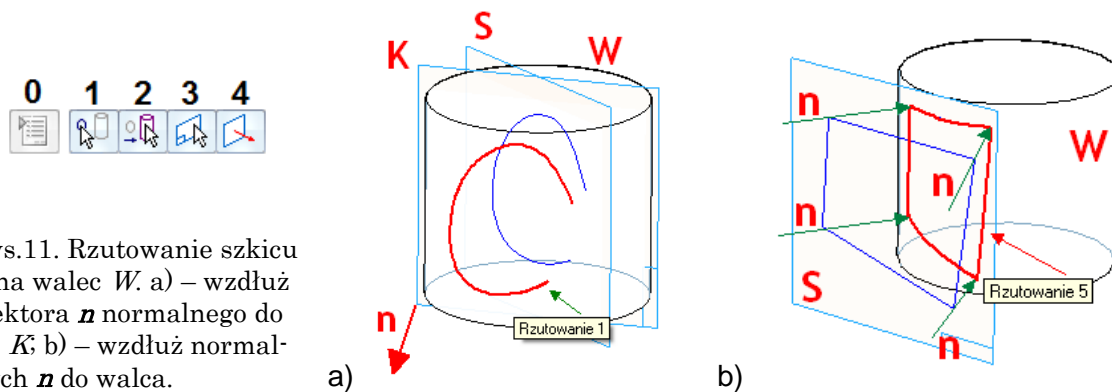 0 1 2 3 4
ys.11. Rzutowanie szkicu
na walec W. a) – wzdłuż
ektora n normalnego do
K; b) – wzdłuż normal-
ych n do walca.
a)
K S W
n
Rzutowanie 1
b)
n
n
n
n
W
S
Rzutowanie 5